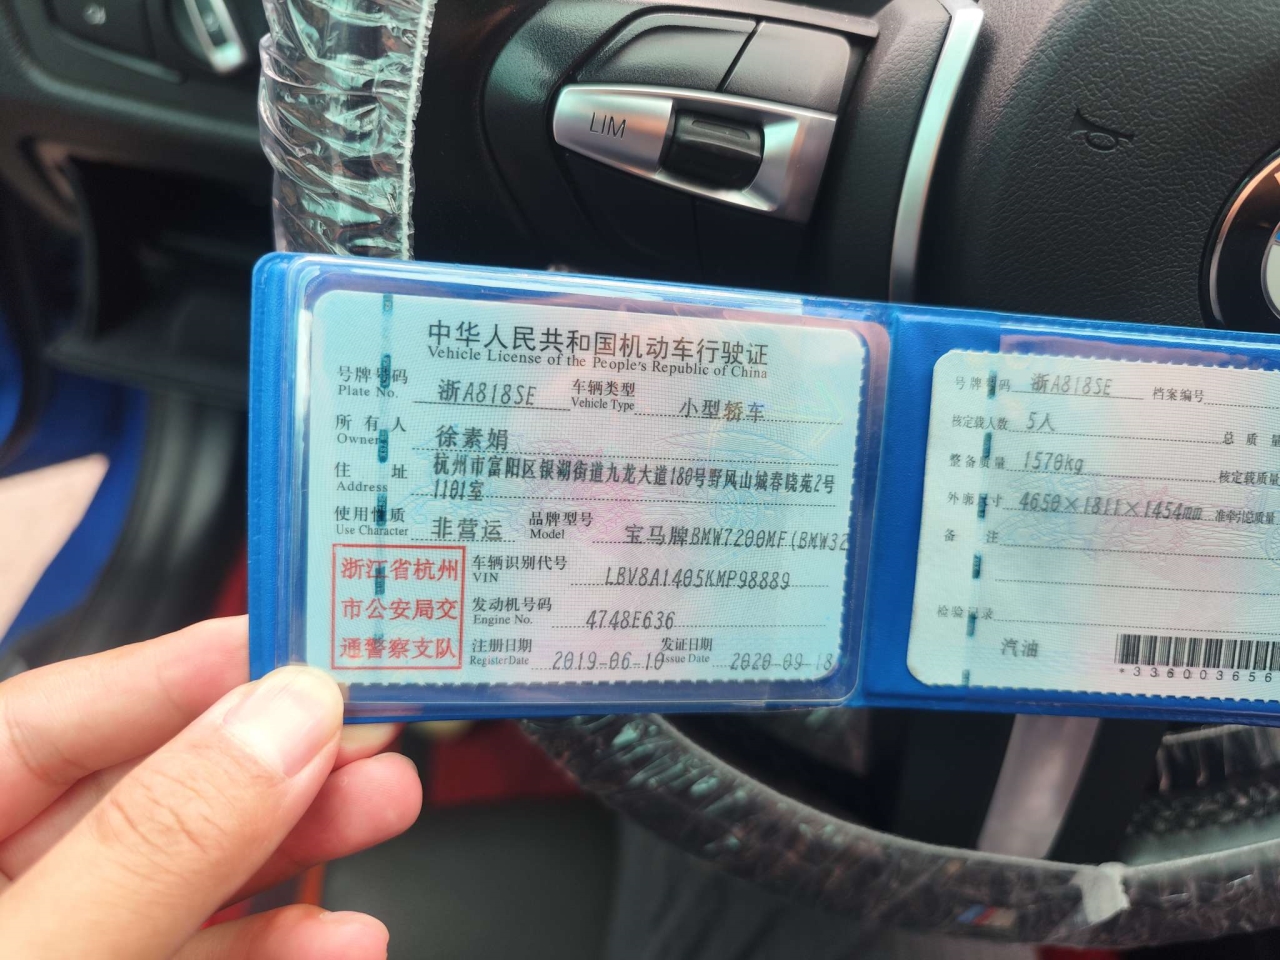 LIM
中华人民共和国机动车行驶证
Vehicle License of the People's Republic of China
号牌号码 浙A818SE 车辆类型 小型轿车
Plate No. Vehicle Type
所有人 徐素娟
Owner
住址 杭州市富阳区银湖街道九龙大道180号野风山城春晓苑2号
Address 1101室
使用性质 非营运 品牌型号 宝马牌BMW7200MF(BMW32
Use Character Model
浙江省杭州
市公安局交
通警察支队
车辆识别代号 LBV8A1405KMP98889
VIN
发动机号码 4748E636
Engine No.
注册日期 2019-06-10 发证日期 2020-09-18
Register Date Issue Date
号牌号码 浙A818SE 档案编号
核定载人数 5人 总质量
整备质量 1570kg 核定载质量
外廓尺寸 4650×1811×1454mm 准牵引总质量
备注
检验记录
汽油
*336003656